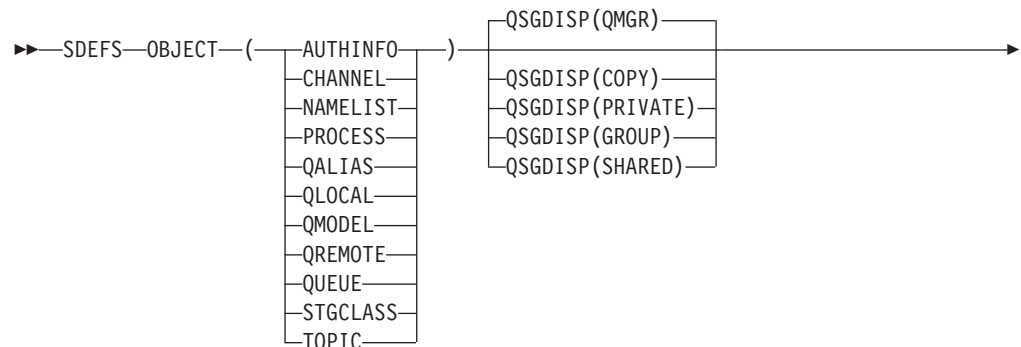 QSGDISP(QMGR)
SDEFS OBJECT ( AUTHINFO )
CHANNEL QSGDISP(COPY)
NAMELIST QSGDISP(PRIVATE)
PROCESS QSGDISP(GROUP)
QALIAS QSGDISP(SHARED)
QLOCAL
QMODEL
QREMOTE
QUEUE
STGCLASS
TOPIC